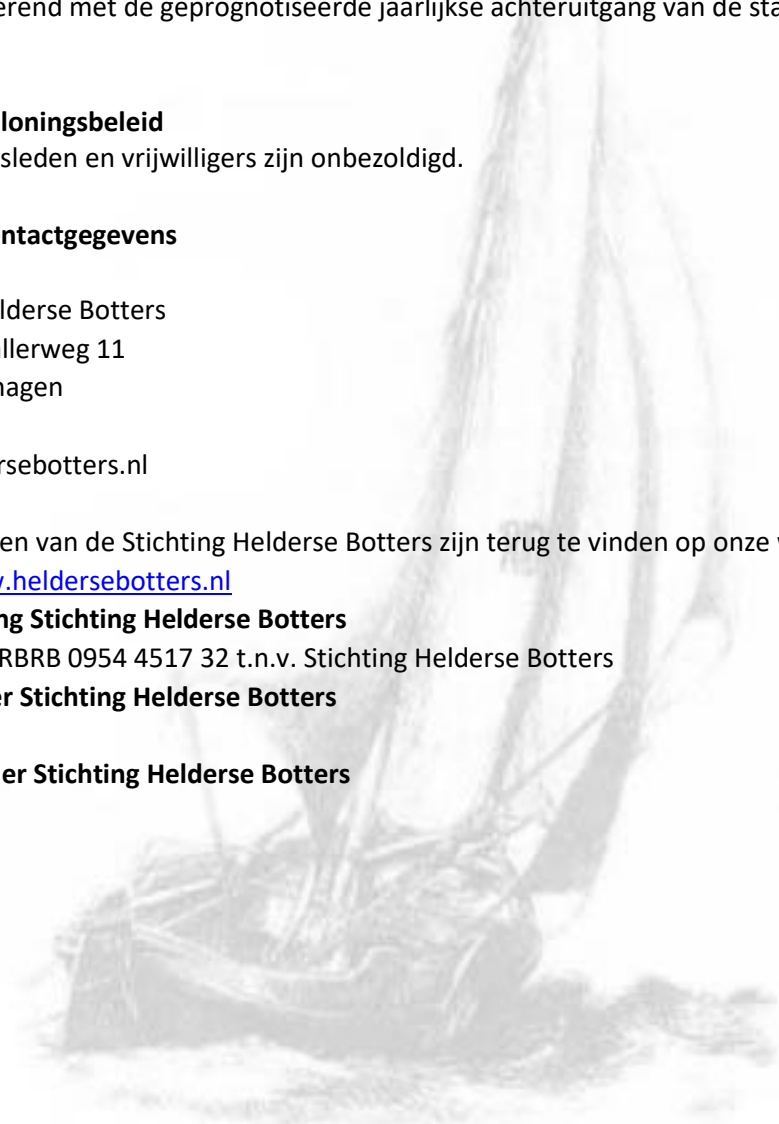 erend met de geprognotiseerde jaarlijkse achteruitgang van de sta
loningsbeleid
sleden en vrijwilligers zijn onbezoldigd.
ntactgegevens
lderse Botters
llerweg 11
hagen
rsebotters.nl
en van de Stichting Helderse Botters zijn terug te vinden op onze
.heldersebotters.nl
ng Stichting Helderse Botters
RBRB 0954 4517 32 t.n.v. Stichting Helderse Botters
er Stichting Helderse Botters
er Stichting Helderse Botters